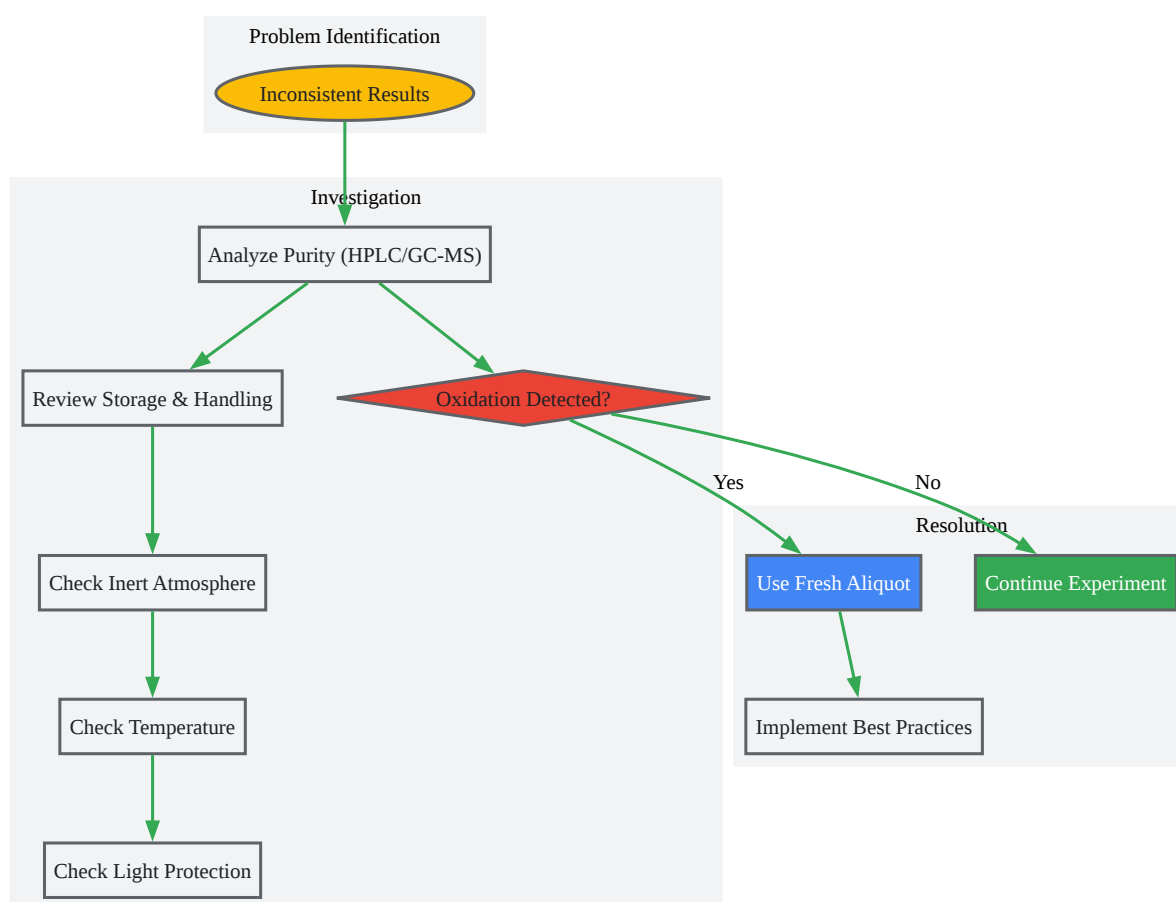 Problem Identification
Inconsistent Results
Investigation
Analyze Purity (HPLC/GC-MS)
Review Storage & Handling
Oxidation Detected?
Yes
No
Resolution
Check Inert Atmosphere
Use Fresh Aliquot
Continue Experiment
Check Temperature
Implement Best Practices
Check Light Protection